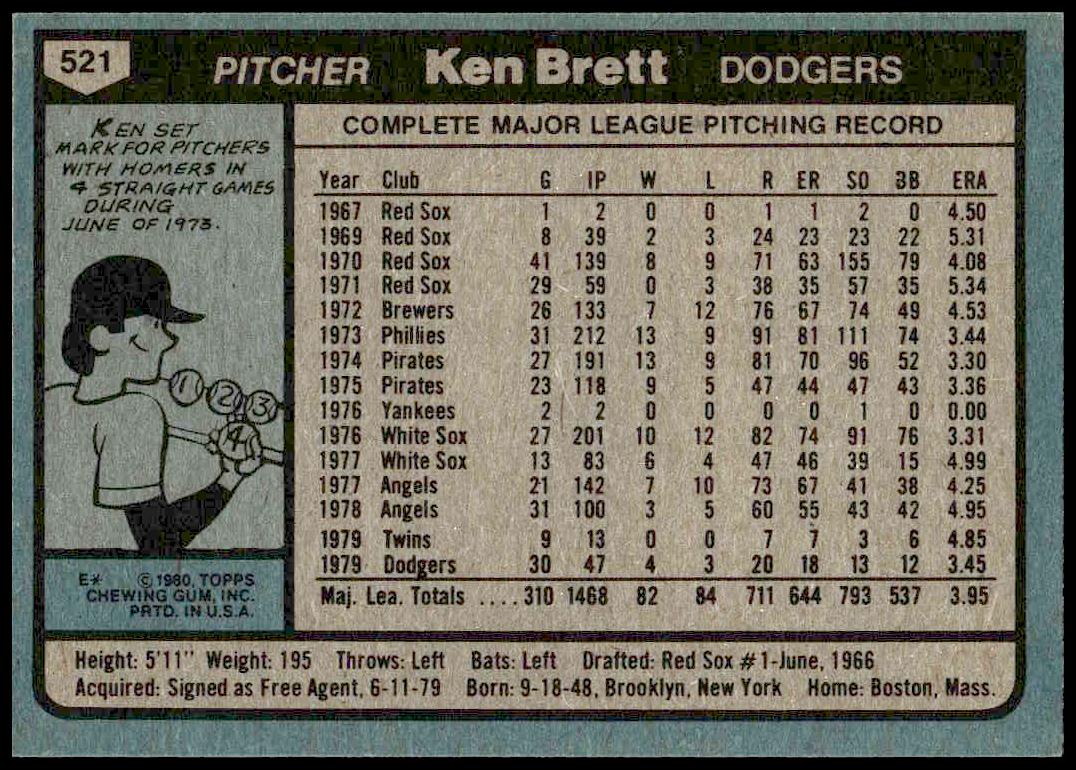 521 PITCHER Ken Brett DODGERS
KEN SET
MARK FOR PITCHERS
WITH HOMERS IN
4 STRAIGHT GAMES
DURING
JUNE OF 1973.
1 2 3
4
E* © 1980, TOPPS
CHEWING GUM, INC.
PRTD. IN U.S.A.
COMPLETE MAJOR LEAGUE PITCHING RECORD
Year Club G IP W L R ER SO BB ERA
1967 Red Sox 1 2 0 0 1 1 2 0 4.50
1969 Red Sox 8 39 2 3 24 23 23 22 5.31
1970 Red Sox 41 139 8 9 71 63 155 79 4.08
1971 Red Sox 29 59 0 3 38 35 57 35 5.34
1972 Brewers 26 133 7 12 76 67 74 49 4.53
1973 Phillies 31 212 13 9 91 81 111 74 3.44
1974 Pirates 27 191 13 9 81 70 96 52 3.30
1975 Pirates 23 118 9 5 47 44 47 43 3.36
1976 Yankees 2 2 0 0 0 0 1 0 0.00
1976 White Sox 27 201 10 12 82 74 91 76 3.31
1977 White Sox 13 83 6 4 47 46 39 15 4.99
1977 Angels 21 142 7 10 73 67 41 38 4.25
1978 Angels 31 100 3 5 60 55 43 42 4.95
1979 Twins 9 13 0 0 7 7 3 6 4.85
1979 Dodgers 30 47 4 3 20 18 13 12 3.45
Maj. Lea. Totals .... 310 1468 82 84 711 644 793 537 3.95
Height: 5'11" Weight: 195 Throws: Left Bats: Left Drafted: Red Sox #1-June, 1966
Acquired: Signed as Free Agent, 6-11-79 Born: 9-18-48, Brooklyn, New York Home: Boston, Mass.